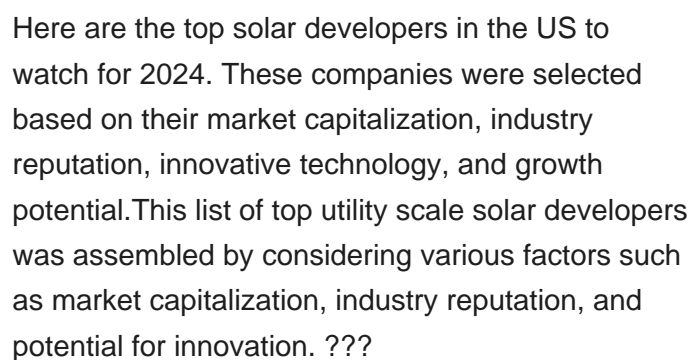 Here are the top solar developers in the US to
watch for 2024. These companies were selected
based on their market capitalization, industry
reputation, innovative technology, and growth
potential.This list of top utility scale solar developers
was assembled by considering various factors such
as market capitalization, industry reputation, and
potential for innovation. ???